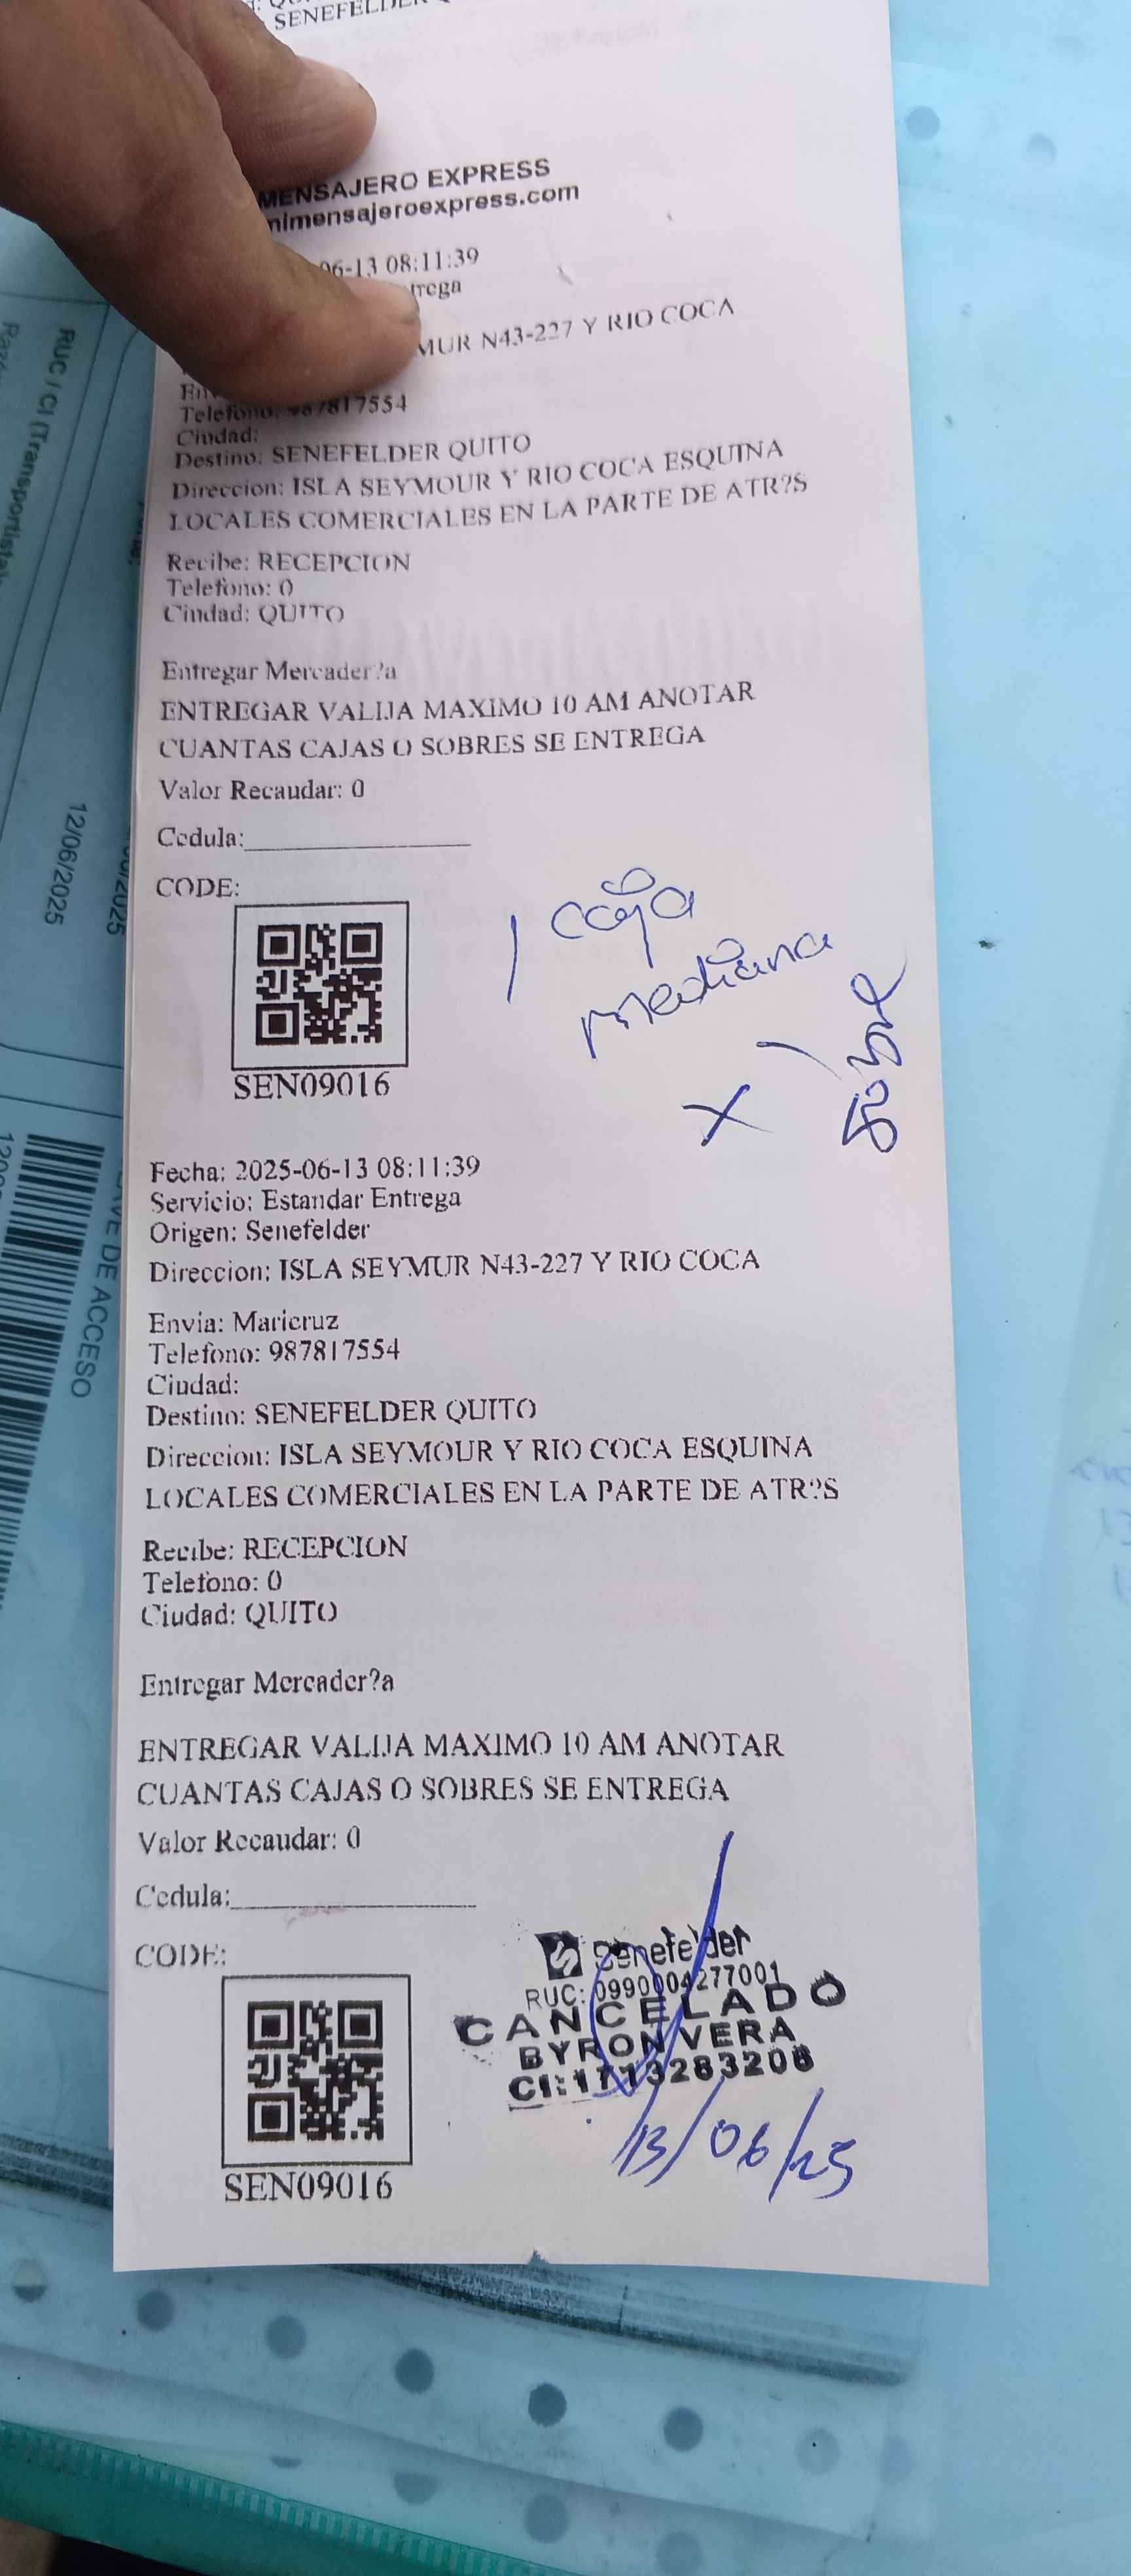 SENEFELDER
MENSAJERO EXPRESS
mimensajeroexpress.com
06-13 08:11:39
trega
MUR N43-227 Y RIO COCA
Telefono: 987817554
Ciudad:
Destino: SENEFELDER QUITO
Direccion: ISLA SEYMOUR Y RIO COCA ESQUINA
LOCALES COMERCIALES EN LA PARTE DE ATR?S
Recibe: RECEPCION
Telefono: 0
Ciudad: QUITO
Entregar Mercader?a
ENTREGAR VALIJA MAXIMO 10 AM ANOTAR
CUANTAS CAJAS O SOBRES SE ENTREGA
Valor Recaudar: 0
Cedula:
CODE:
1 caja
mediana
X 1 sobre
SEN09016
Fecha: 2025-06-13 08:11:39
Servicio: Estandar Entrega
Origen: Senefelder
Direccion: ISLA SEYMUR N43-227 Y RIO COCA
Envia: Maricruz
Telefono: 987817554
Ciudad:
Destino: SENEFELDER QUITO
Direccion: ISLA SEYMOUR Y RIO COCA ESQUINA
LOCALES COMERCIALES EN LA PARTE DE ATR?S
Recibe: RECEPCION
Telefono: 0
Ciudad: QUITO
Entregar Mercader?a
ENTREGAR VALIJA MAXIMO 10 AM ANOTAR
CUANTAS CAJAS O SOBRES SE ENTREGA
Valor Recaudar: 0
Cedula:
CODE:
Senefelder
RUC: 0990004277001
CANCELADO
BYRON VERA
CI: 1713283208
13/06/25
SEN09016
RUC / CI (Transportista)
12/06/2025
CLAVE DE ACCESO